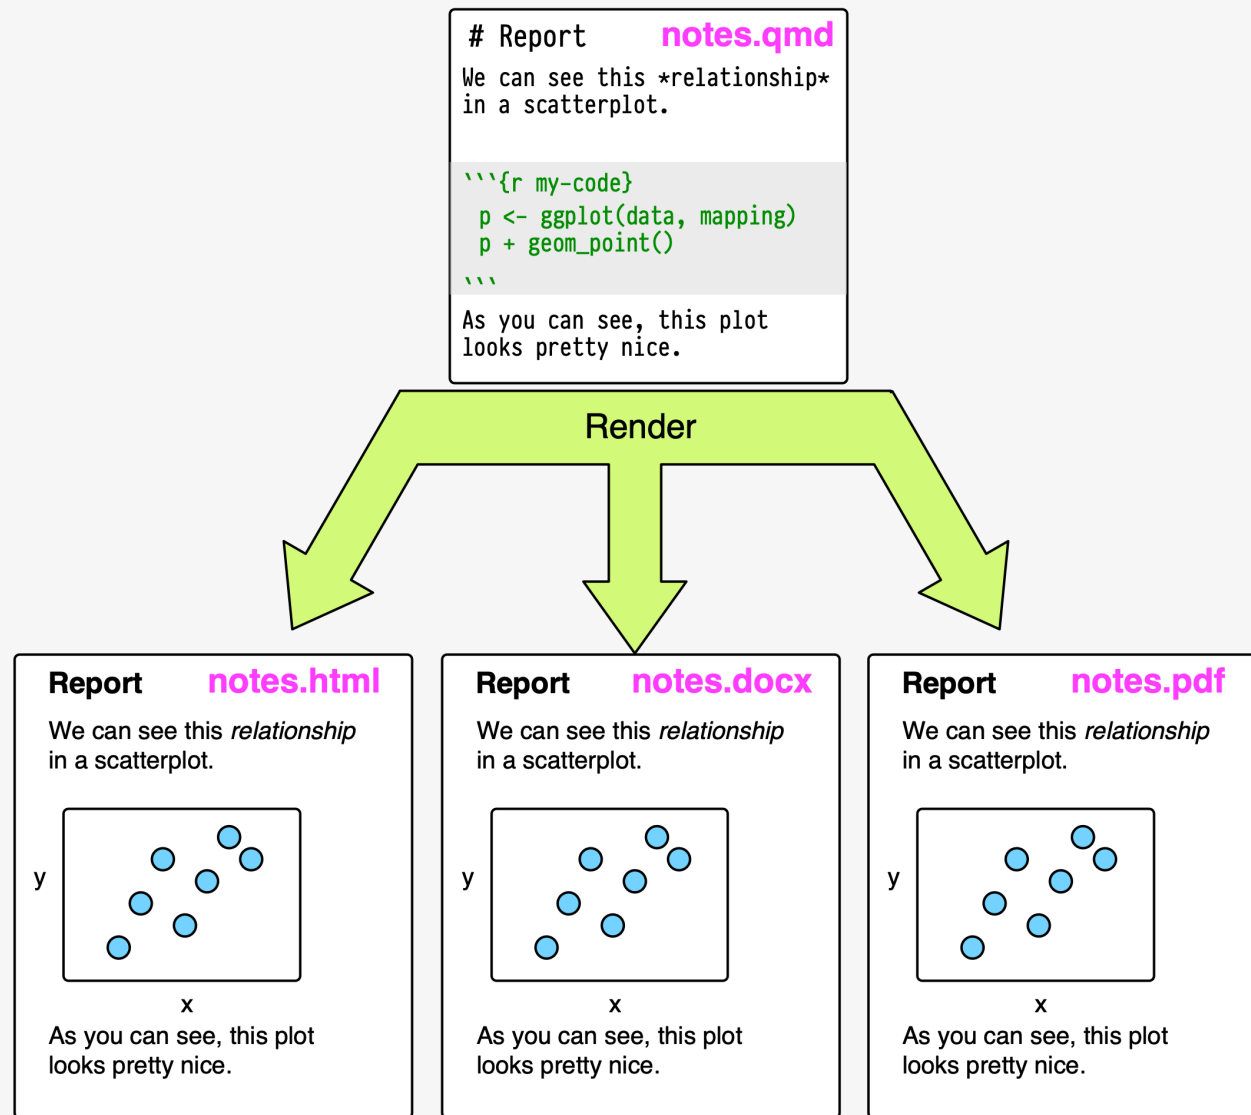 # Report notes.qmd
We can see this *relationship*
in a scatterplot.
```{r my-code}
p <- ggplot(data, mapping)
p + geom_point()
```
As you can see, this plot
looks pretty nice.
Render
Report notes.html
We can see this relationship
in a scatterplot.
y
x
As you can see, this plot
looks pretty nice.
Report notes.docx
We can see this relationship
in a scatterplot.
y
x
As you can see, this plot
looks pretty nice.
Report notes.pdf
We can see this relationship
in a scatterplot.
y
x
As you can see, this plot
looks pretty nice.